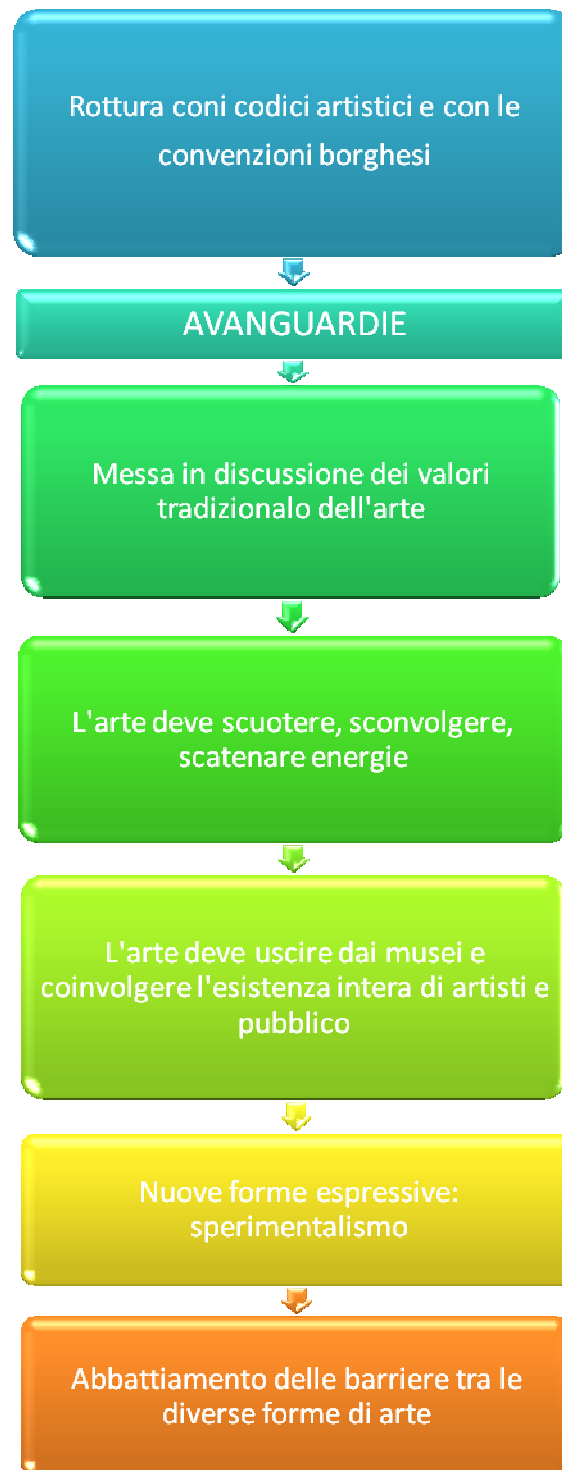 Rottura coni codici artistici e con le
convenzioni borghesi
AVANGUARDIE
Messa in discussione dei valori
tradizionalo dell'arte
L'arte deve scuotere, sconvolgere,
scatenare energie
L'arte deve uscire dai musei e
coinvolgere l'esistenza intera di artisti e
pubblico
Nuove forme espressive:
sperimentalismo
Abbattiamento delle barriere tra le
diverse forme di arte